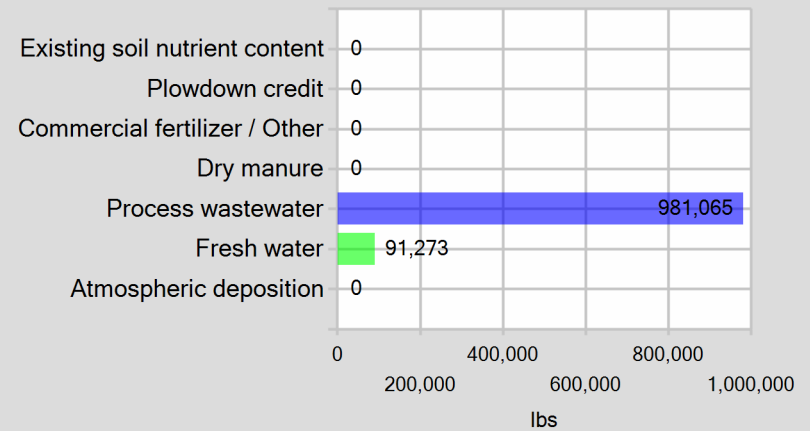 Existing soil nutrient content 0
Plowdown credit 0
Commercial fertilizer / Other 0
Dry manure 0
Process wastewater 981,065
Fresh water 91,273
Atmospheric deposition 0
0 400,000 800,000
200,000 600,000 1,000,000
lbs